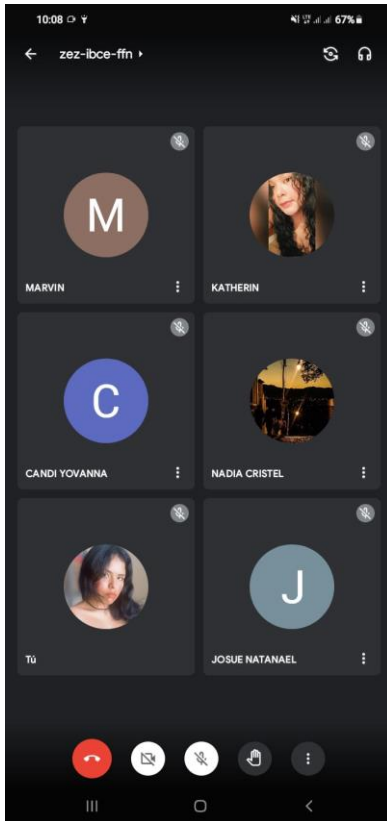 10:08
67%
zez-ibce-ffn
M
MARVIN
KATHERIN
C
CANDI YOVANNA
NADIA CRISTEL
Tú
J
JOSUE NATANAEL